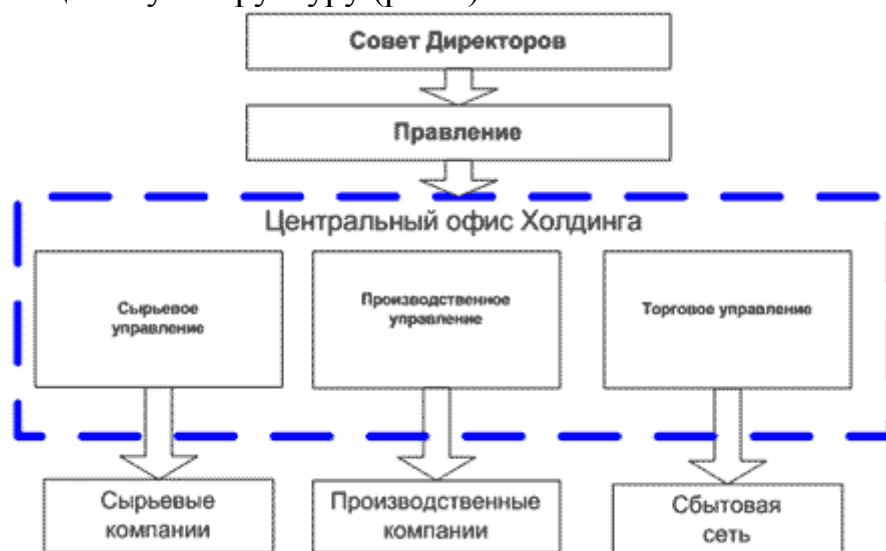 Совет Директоров
Правление
Центральный офис Холдинга
Сырьевое
управление
Производственное
управление
Торговое управление
Сырьевые
компании
Производственные
компании
Сбытовая
сеть